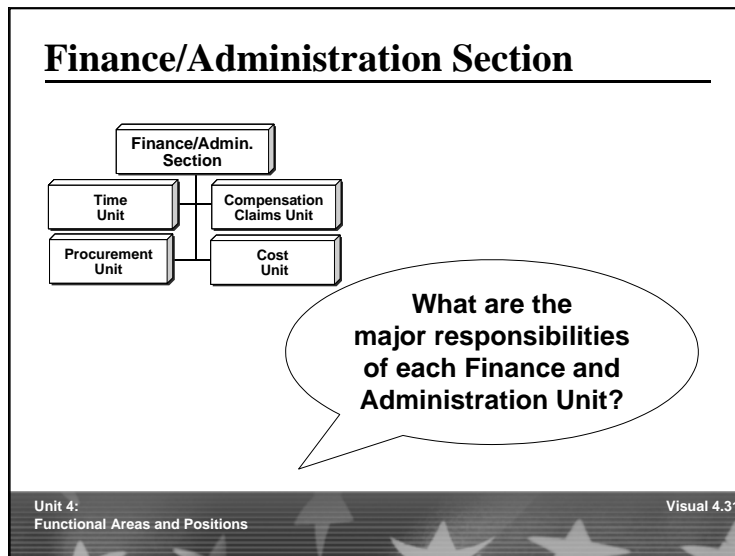 Finance/Administration Section
Finance/Admin.
Section
Time
Unit
Compensation
Claims Unit
Procurement
Unit
Cost
Unit
What are the
major responsibilities
of each Finance and
Administration Unit?
Unit 4:
Functional Areas and Positions
Visual 4.31